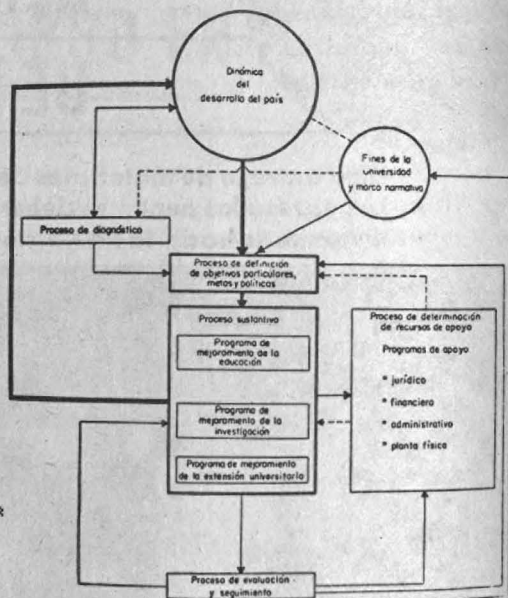 Dinámica
del
desarrollo del país
Fines de la
universidad
y marco normativo
Proceso de diagnóstico
Proceso de definición
de objetivos particulares,
metas y políticas
Proceso sustantivo
Programa de
mejoramiento de la
educación
Programa de
mejoramiento de la
investigación
Programa de mejoramiento
de la extensión universitaria
Proceso de determinación
de recursos de apoyo
Programas de apoyo
* jurídico
* financiero
* administrativo
* planta física
*
Proceso de evaluación -
y seguimiento